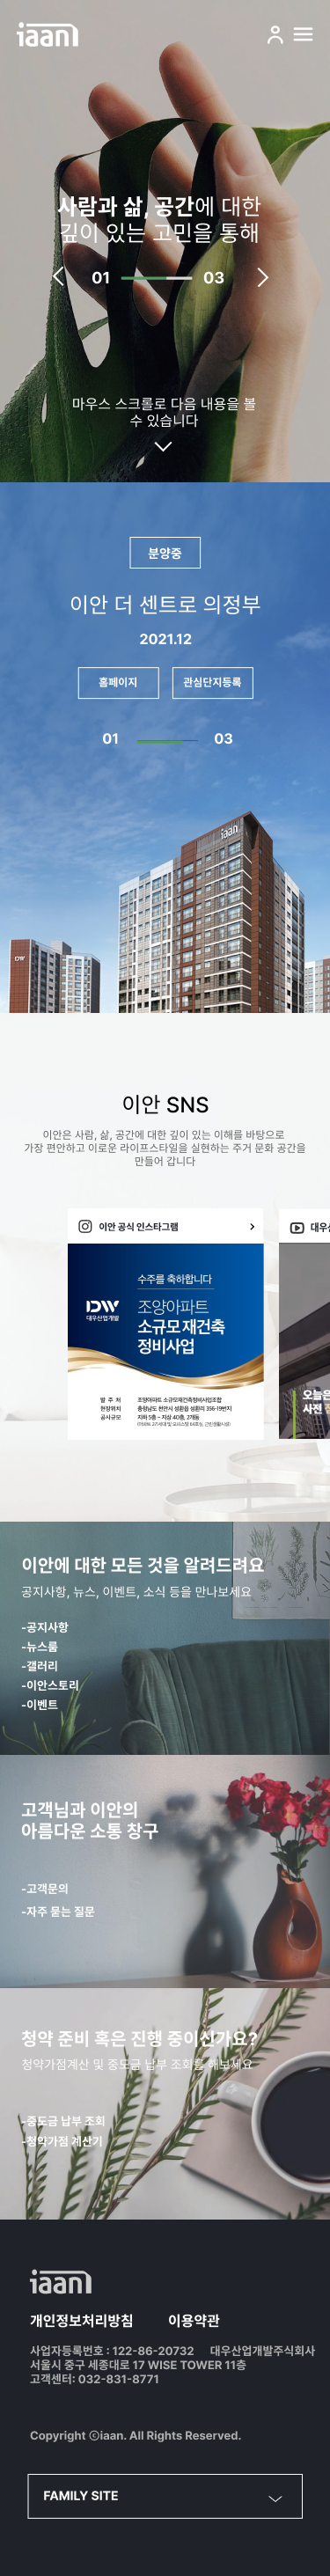 iaan
사람과 삶, 공간에 대한
깊이 있는 고민을 통해
01 03
마우스 스크롤로 다음 내용을 볼
수 있습니다
분양중
이안 더 센트로 의정부
2021.12
홈페이지 관심단지등록
01 03
iaan
DW
이안 SNS
이안은 사람, 삶, 공간에 대한 깊이 있는 이해를 바탕으로
가장 편안하고 이로운 라이프스타일을 실현하는 주거 문화 공간을
만들어 갑니다
이안 공식 인스타그램
대우산
수주를 축하합니다
DW
대우산업개발
조양아파트
소규모 재건축
정비사업
발 주 처 조양아파트 소규모재건축정비사업조합
현장위치 충청남도 천안시 성환읍 성환리 356-19번지
공사규모 지하 5층 ~ 지상 40층, 2개동
오늘은
사전
이안에 대한 모든 것을 알려드려요
공지사항, 뉴스, 이벤트, 소식 등을 만나보세요
-공지사항
-뉴스룸
-갤러리
-이안스토리
-이벤트
고객님과 이안의
아름다운 소통 창구
-고객문의
-자주 묻는 질문
청약 준비 혹은 진행 중이신가요?
청약가점계산 및 중도금 납부 조회를 해보세요
-중도금 납부 조회
-청약가점 계산기
iaan
개인정보처리방침 이용약관
사업자등록번호 : 122-86-20732 대우산업개발주식회사
서울시 중구 세종대로 17 WISE TOWER 11층
고객센터: 032-831-8771
Copyright ⓒiaan. All Rights Reserved.
FAMILY SITE